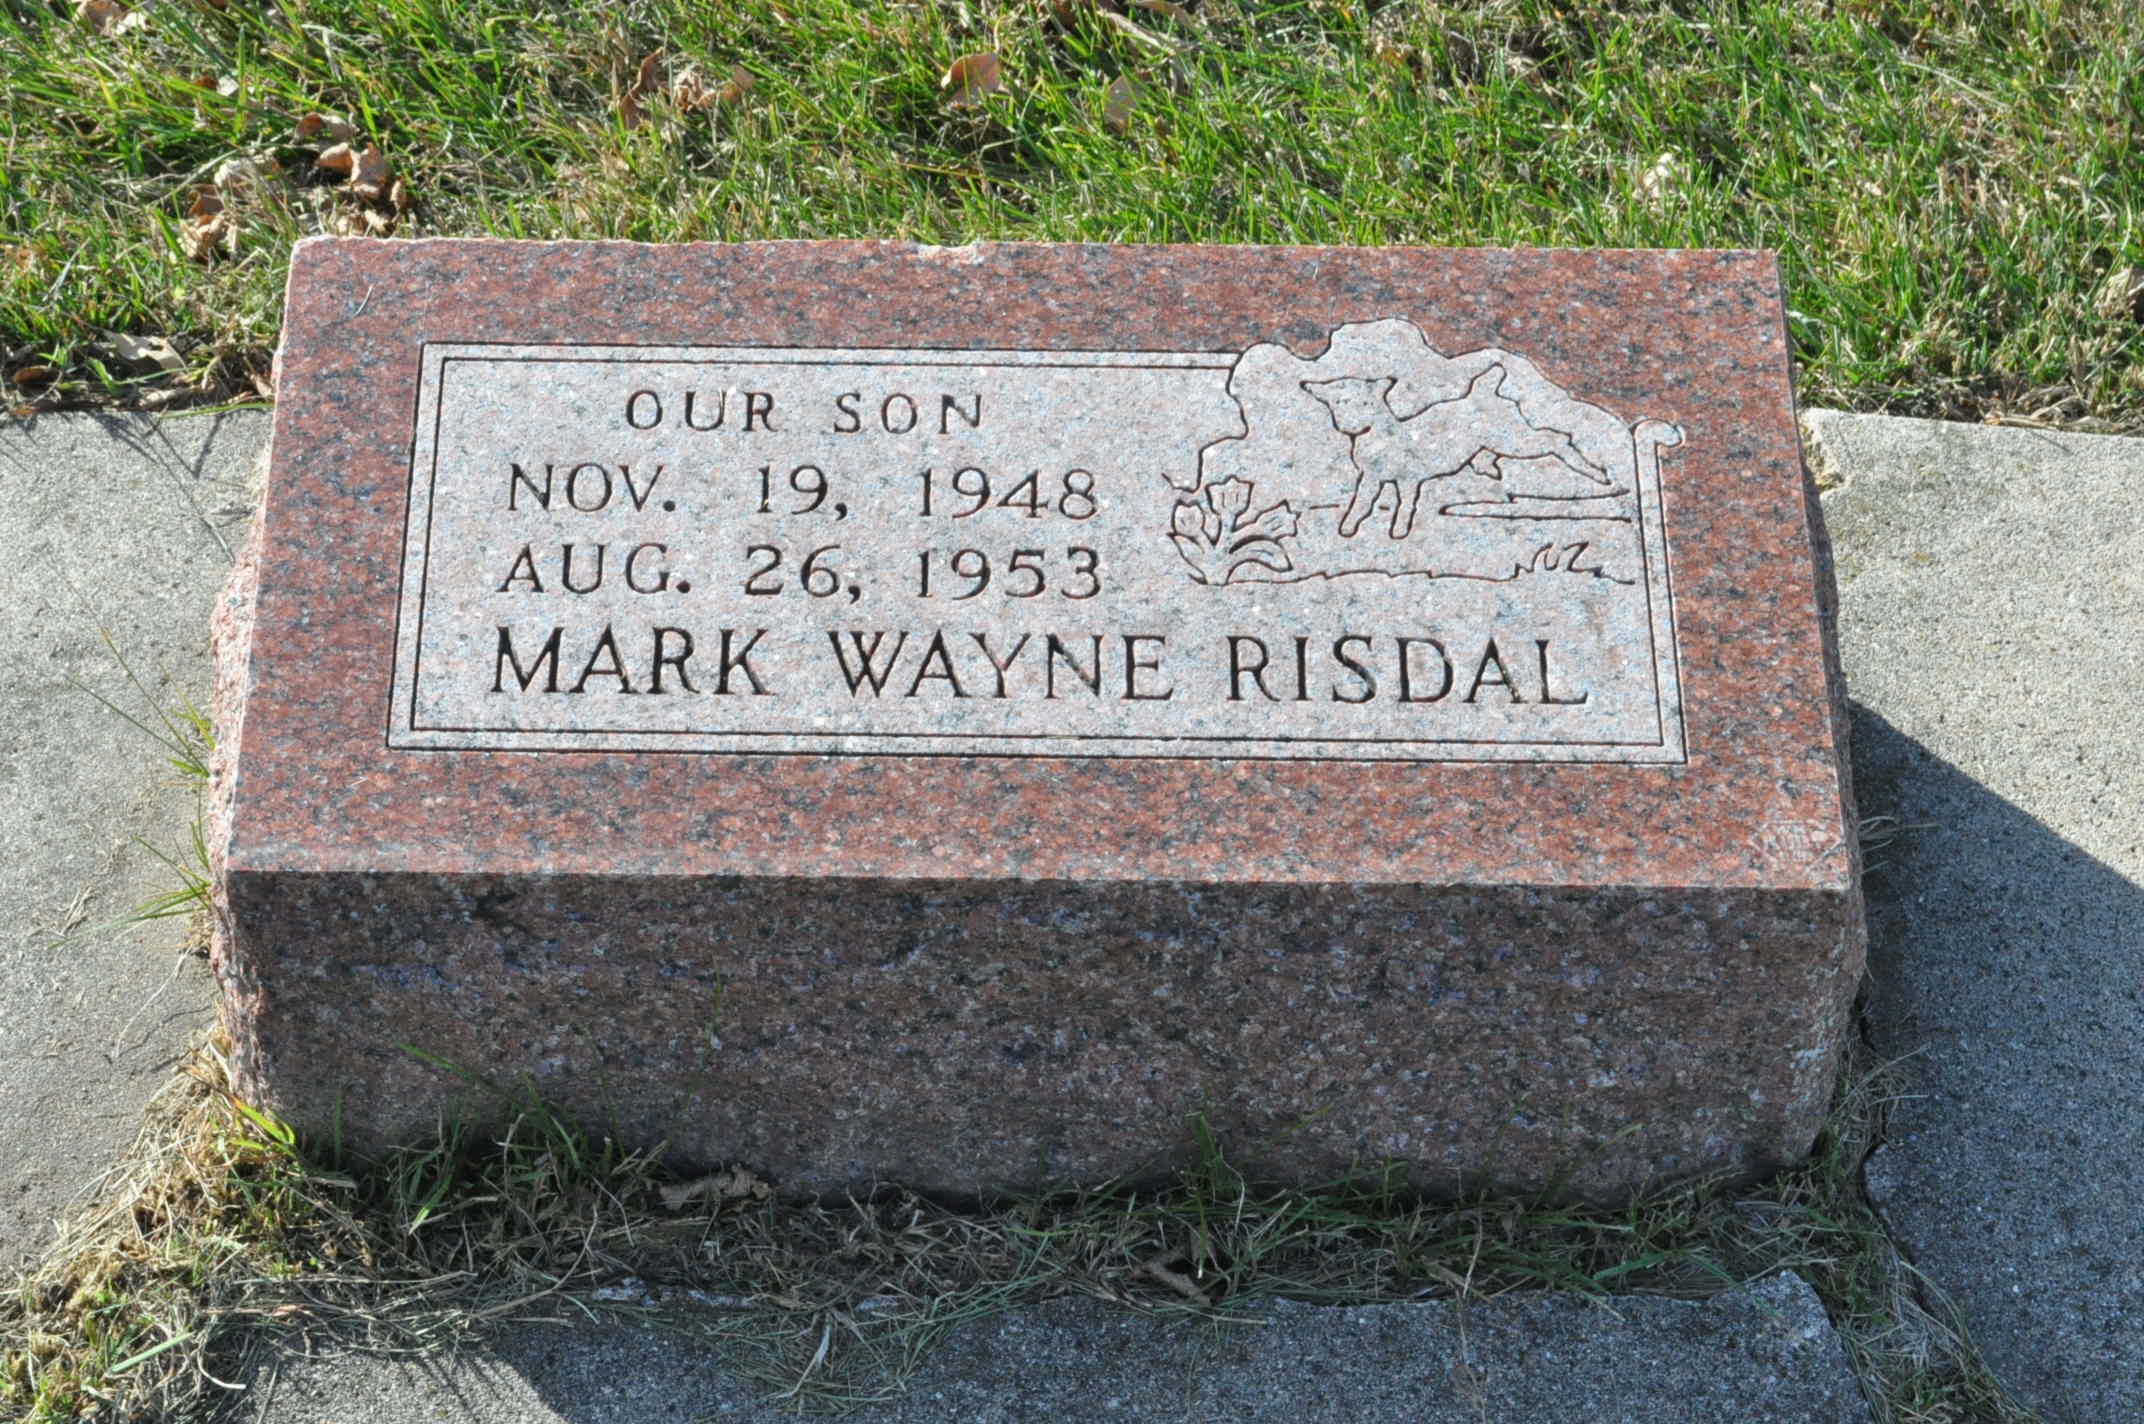 OUR SON
NOV. 19, 1948
AUG. 26, 1953
MARK WAYNE RISDAL